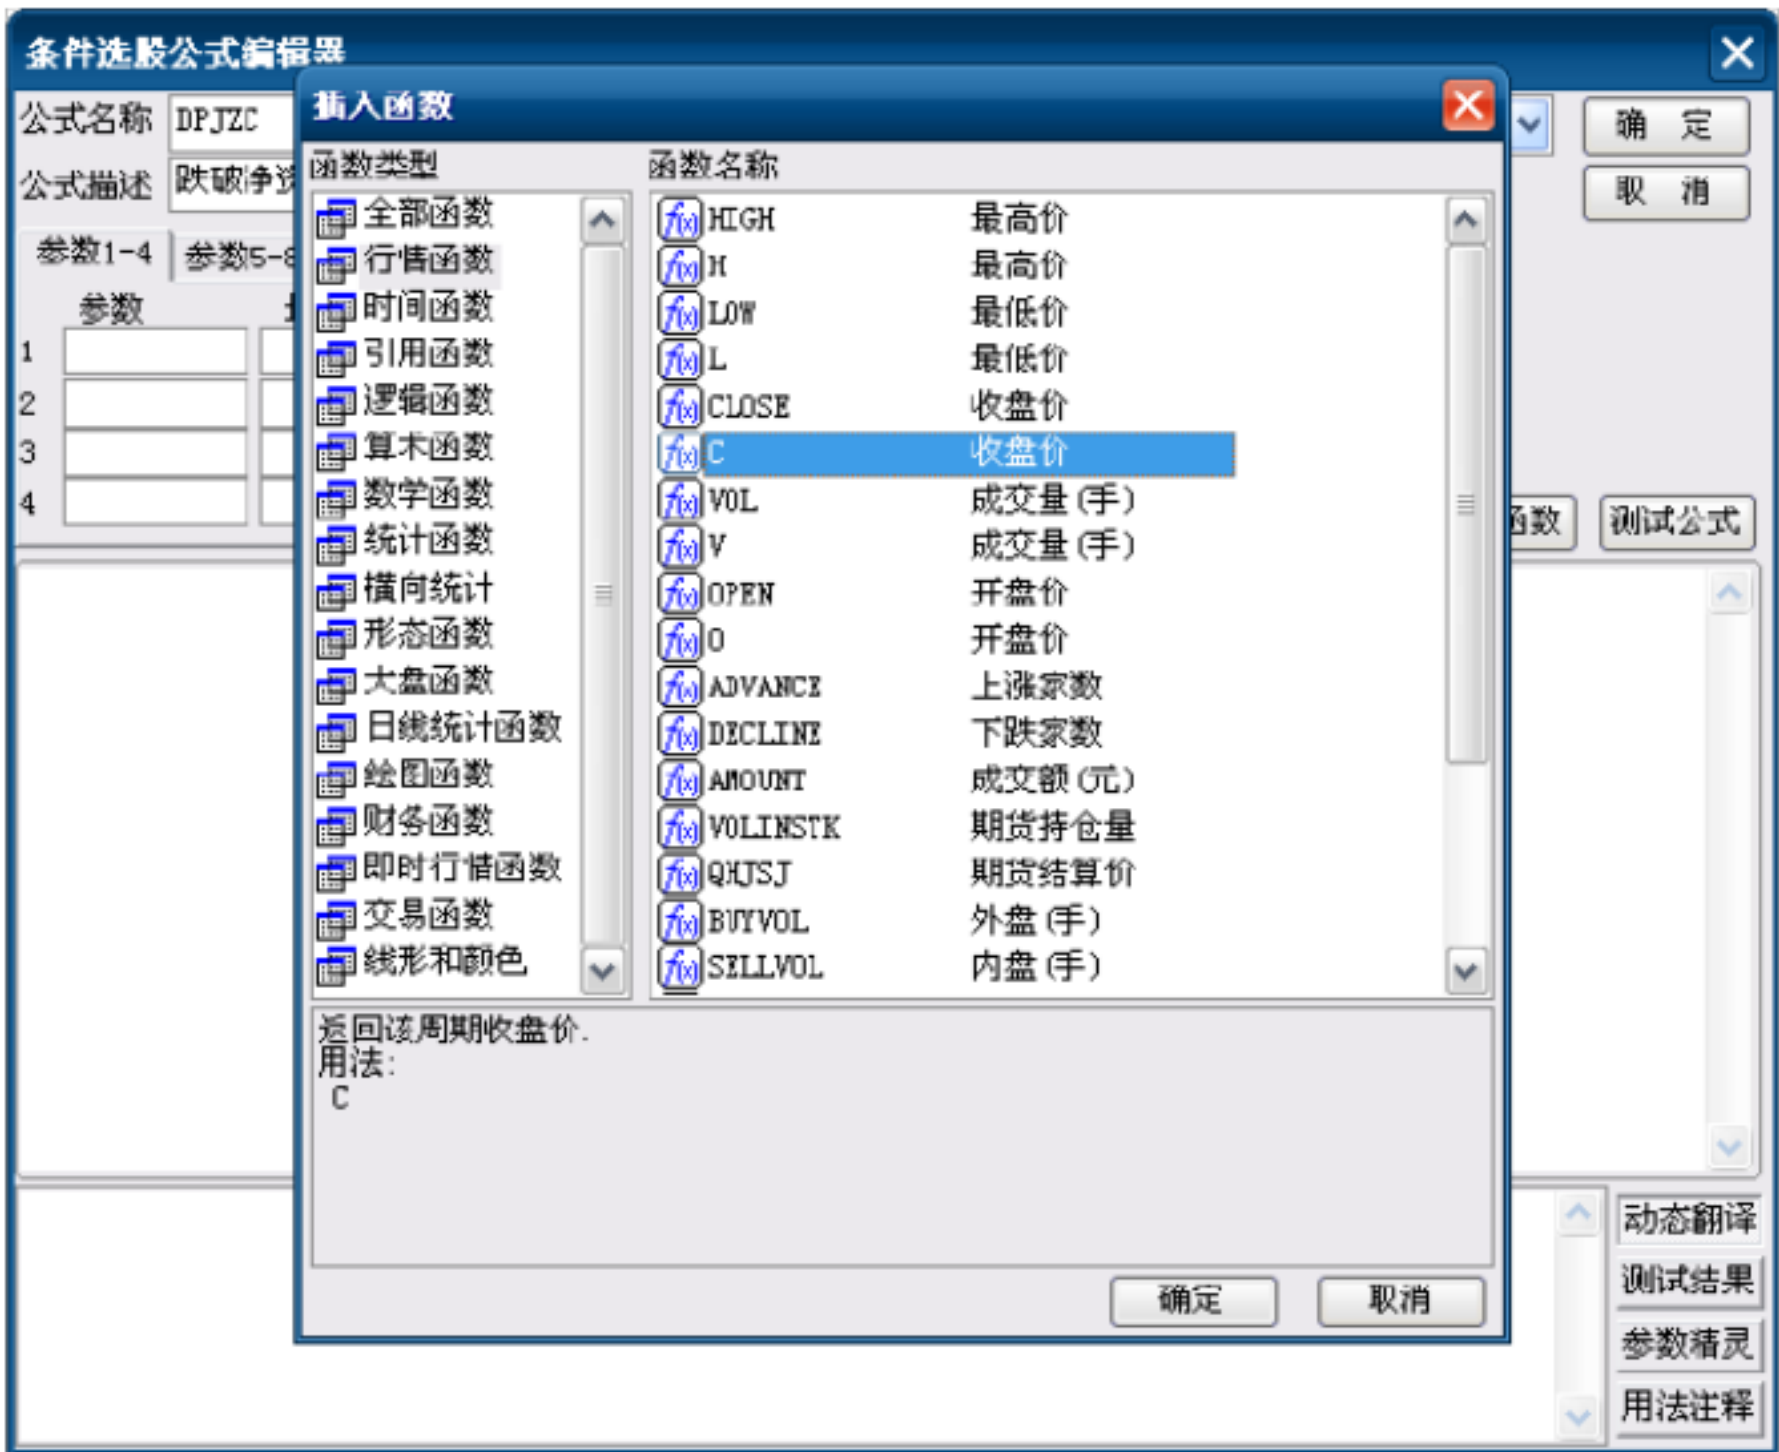 条件选股公式编辑器
公式名称 DPJZC
确 定
公式描述 跌破净资
取 消
参数1-4 参数5-8
参数
1
2
3
4
函数 测试公式
插入函数
函数类型
全部函数
行情函数
时间函数
引用函数
逻辑函数
算术函数
数学函数
统计函数
横向统计
形态函数
大盘函数
日线统计函数
绘图函数
财务函数
即时行情函数
交易函数
线形和颜色
函数名称
HIGH 最高价
H 最高价
LOW 最低价
L 最低价
CLOSE 收盘价
C 收盘价
VOL 成交量(手)
V 成交量(手)
OPEN 开盘价
O 开盘价
ADVANCE 上涨家数
DECLINE 下跌家数
AMOUNT 成交额(元)
VOLINSTK 期货持仓量
QHJSJ 期货结算价
BUYVOL 外盘(手)
SELLVOL 内盘(手)
返回该周期收盘价.
用法:
C
确定 取消
动态翻译
测试结果
参数精灵
用法注释